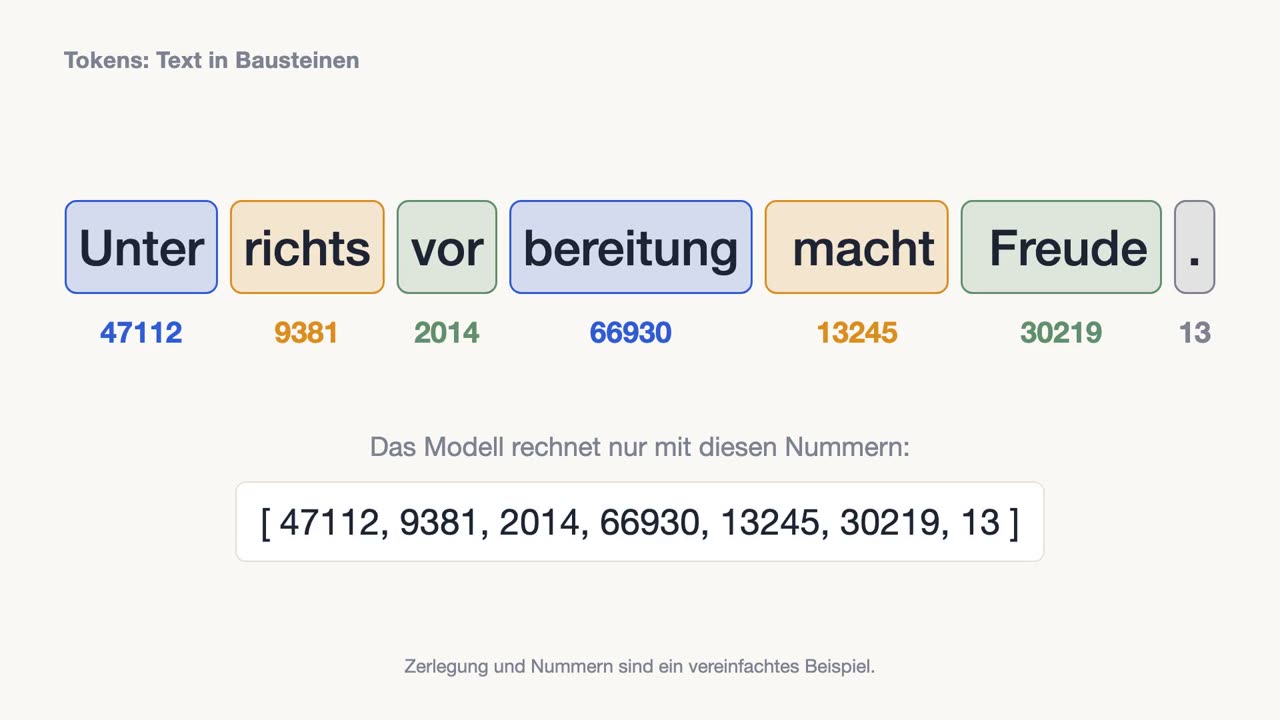 Tokens: Text in Bausteinen
Unter richts vor bereitung macht Freude .
47112 9381 2014 66930 13245 30219 13
Das Modell rechnet nur mit diesen Nummern:
[ 47112, 9381, 2014, 66930, 13245, 30219, 13 ]
Zerlegung und Nummern sind ein vereinfachtes Beispiel.